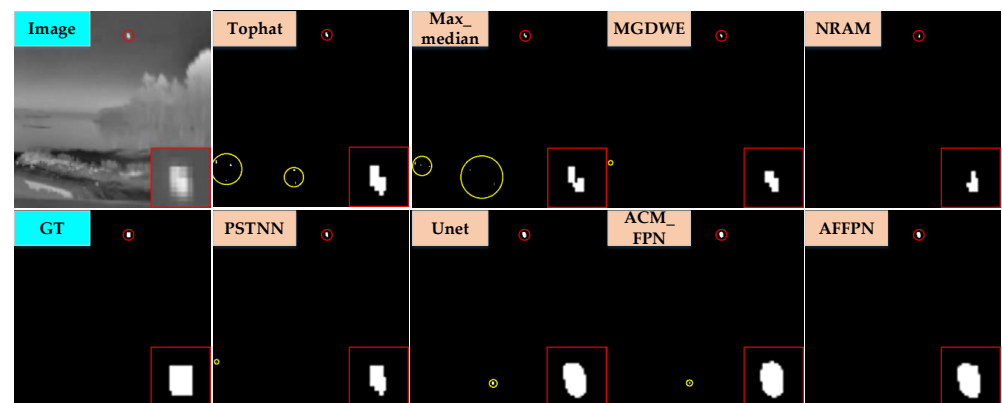 Image
Tophat
Max_
median
MGDWE
NRAM
GT
PSTNN
Unet
ACM_
FPN
AFFPN